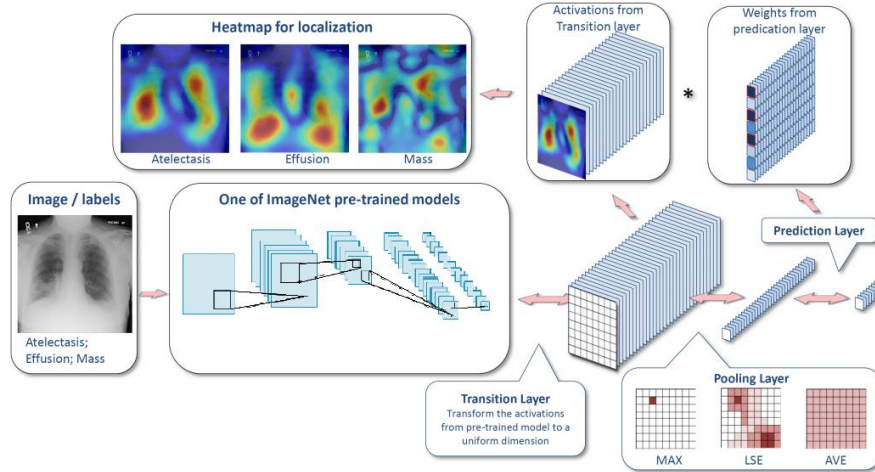 Heatmap for localization
Atelectasis
Effusion
Mass
Activations from
Transition layer
*
Weights from
predication layer
Image / labels
Atelectasis;
Effusion; Mass
One of ImageNet pre-trained models
Prediction Layer
Transition Layer
Transform the activations
from pre-trained model to a
uniform dimension
Pooling Layer
MAX
LSE
AVE